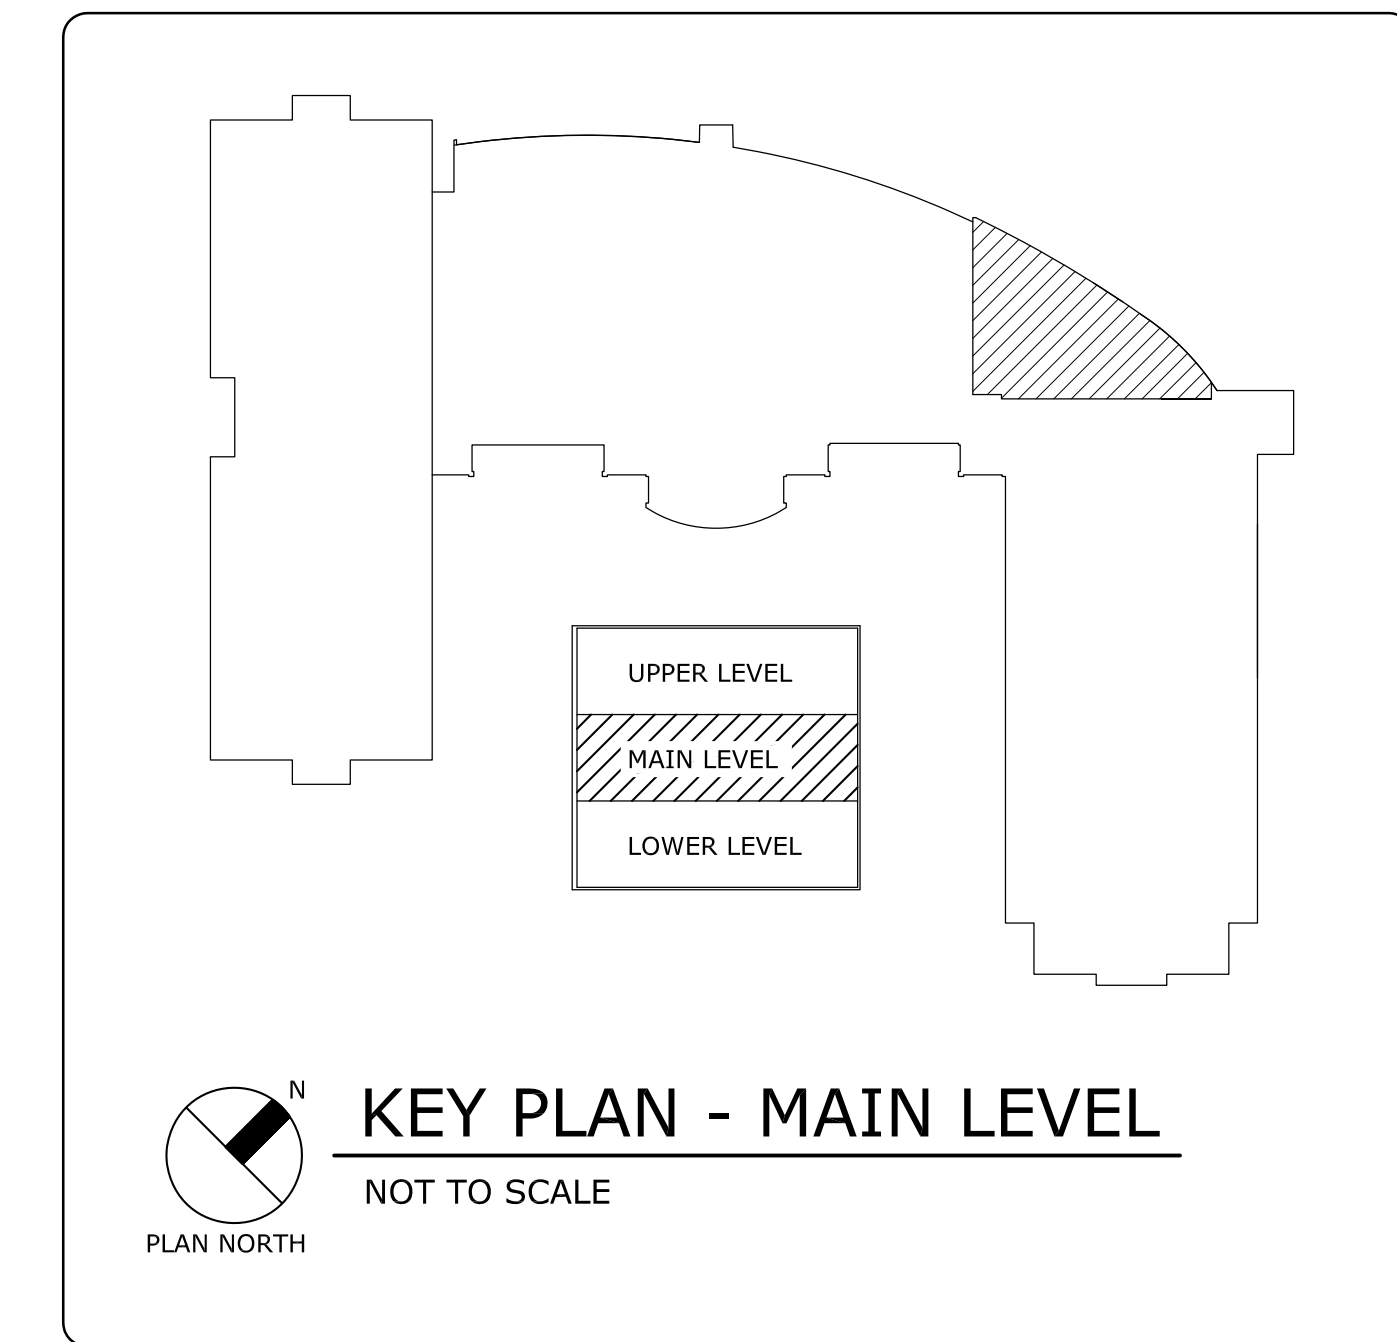 UPPER LEVEL
MAIN LEVEL
LOWER LEVEL
N
KEY PLAN - MAIN LEVEL
NOT TO SCALE
PLAN NORTH